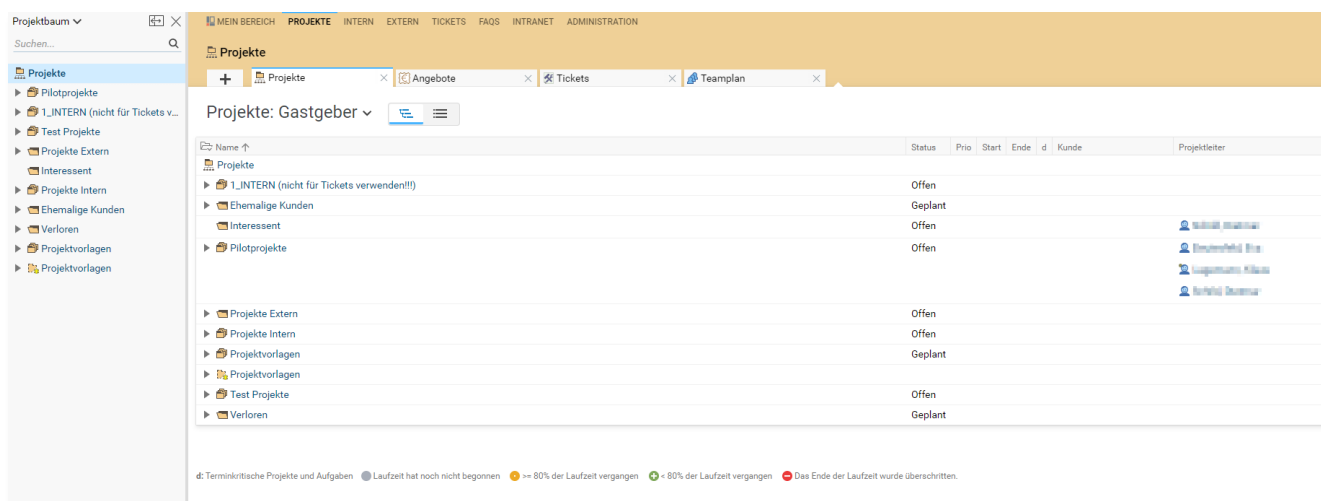 Projektbaum
Suchen...
Projekte
Pilotprojekte
1_INTERN (nicht für Tickets v...
Test Projekte
Projekte Extern
Interessent
Projekte Intern
Ehemalige Kunden
Verloren
Projektvorlagen
Projektvorlagen
MEIN BEREICH PROJEKTE INTERN EXTERN TICKETS FAQS INTRANET ADMINISTRATION
Projekte
Projekte Angebote Tickets Teamplan
Projekte: Gastgeber
Name Status Prio Start Ende d Kunde Projektleiter
Projekte
1_INTERN (nicht für Tickets verwenden!!!) Offen
Ehemalige Kunden Geplant
Interessent Offen
Pilotprojekte Offen
Projekte Extern Offen
Projekte Intern Offen
Projektvorlagen Geplant
Projektvorlagen
Test Projekte Offen
Verloren Geplant
d: Terminkritische Projekte und Aufgaben Laufzeit hat noch nicht begonnen >= 80% der Laufzeit vergangen < 80% der Laufzeit vergangen Das Ende der Laufzeit wurde überschritten.